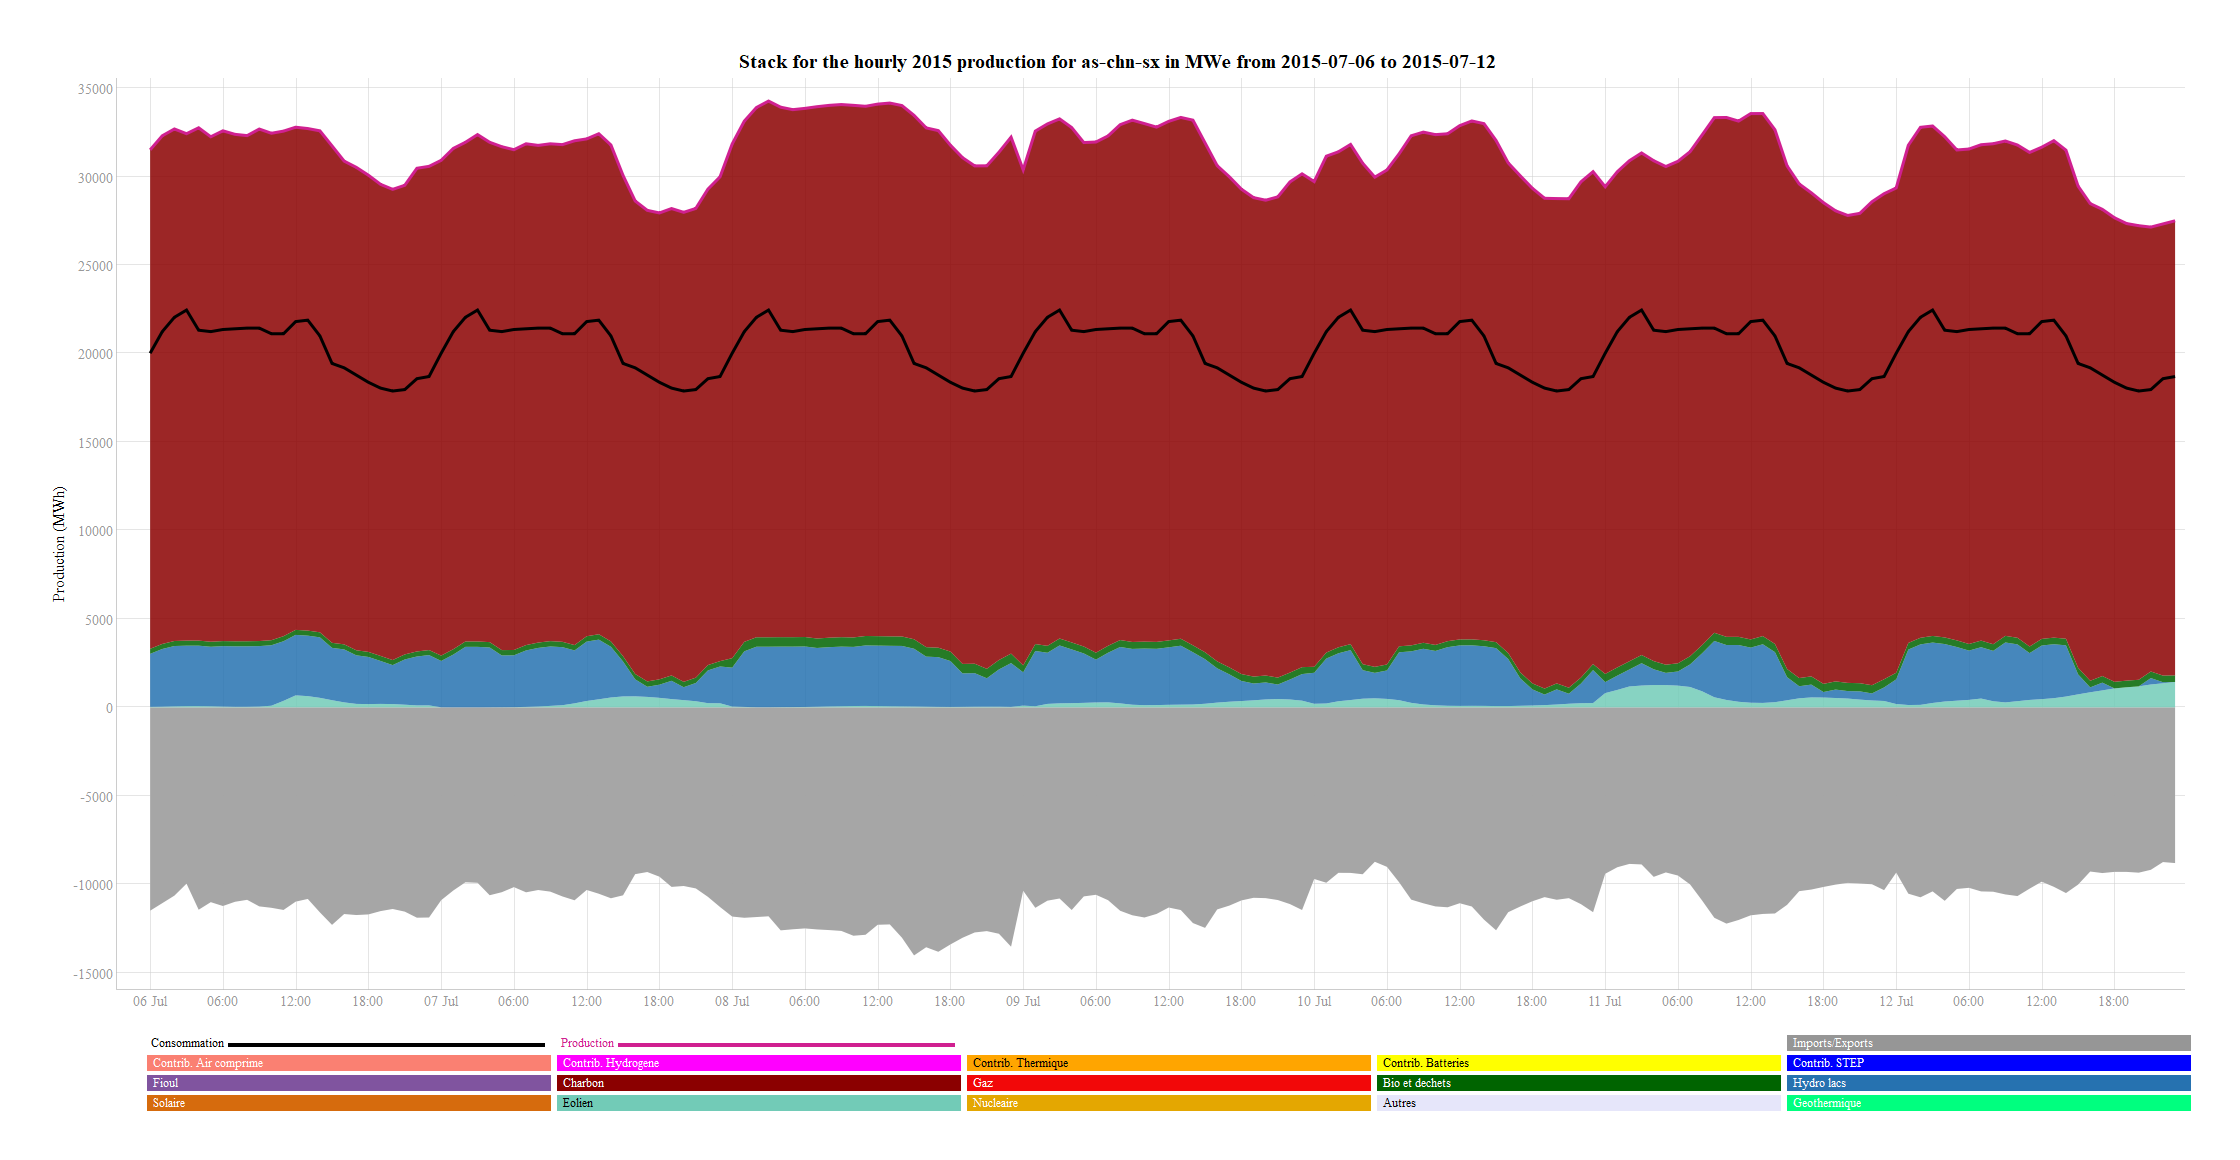 Stack for the hourly 2015 production for as-chn-sx in MWe from 2015-07-06 to 2015-07-12
35000
30000
25000
20000
15000
10000
5000
0
-5000
-10000
-15000
Production (MWh)
06 Jul 06:00 12:00 18:00 07 Jul 06:00 12:00 18:00 08 Jul 06:00 12:00 18:00 09 Jul 06:00 12:00 18:00 10 Jul 06:00 12:00 18:00 11 Jul 06:00 12:00 18:00 12 Jul 06:00 12:00 18:00
Consommation Production Imports/Exports
Contrib. Air comprime Contrib. Hydrogene Contrib. Thermique Contrib. Batteries Contrib. STEP
Fioul Charbon Gaz Bio et dechets Hydro lacs
Solaire Eolien Nucleaire Autres Geothermique